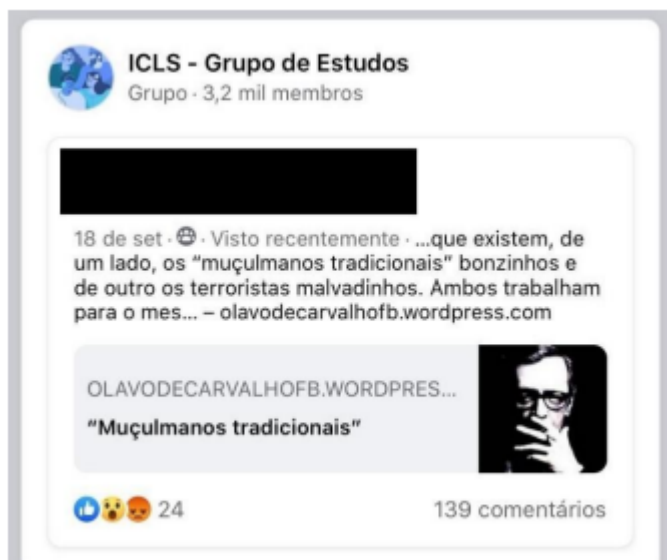 ICLS - Grupo de Estudos
Grupo · 3,2 mil membros
18 de set · · Visto recentemente · ...que existem, de
um lado, os “muçulmanos tradicionais” bonzinhos e
de outro os terroristas malvadinhos. Ambos trabalham
para o mes... – olavodecarvalhofb.wordpress.com
OLAVODECARVALHOFB.WORDPRES...
“Muçulmanos tradicionais”
24
139 comentários